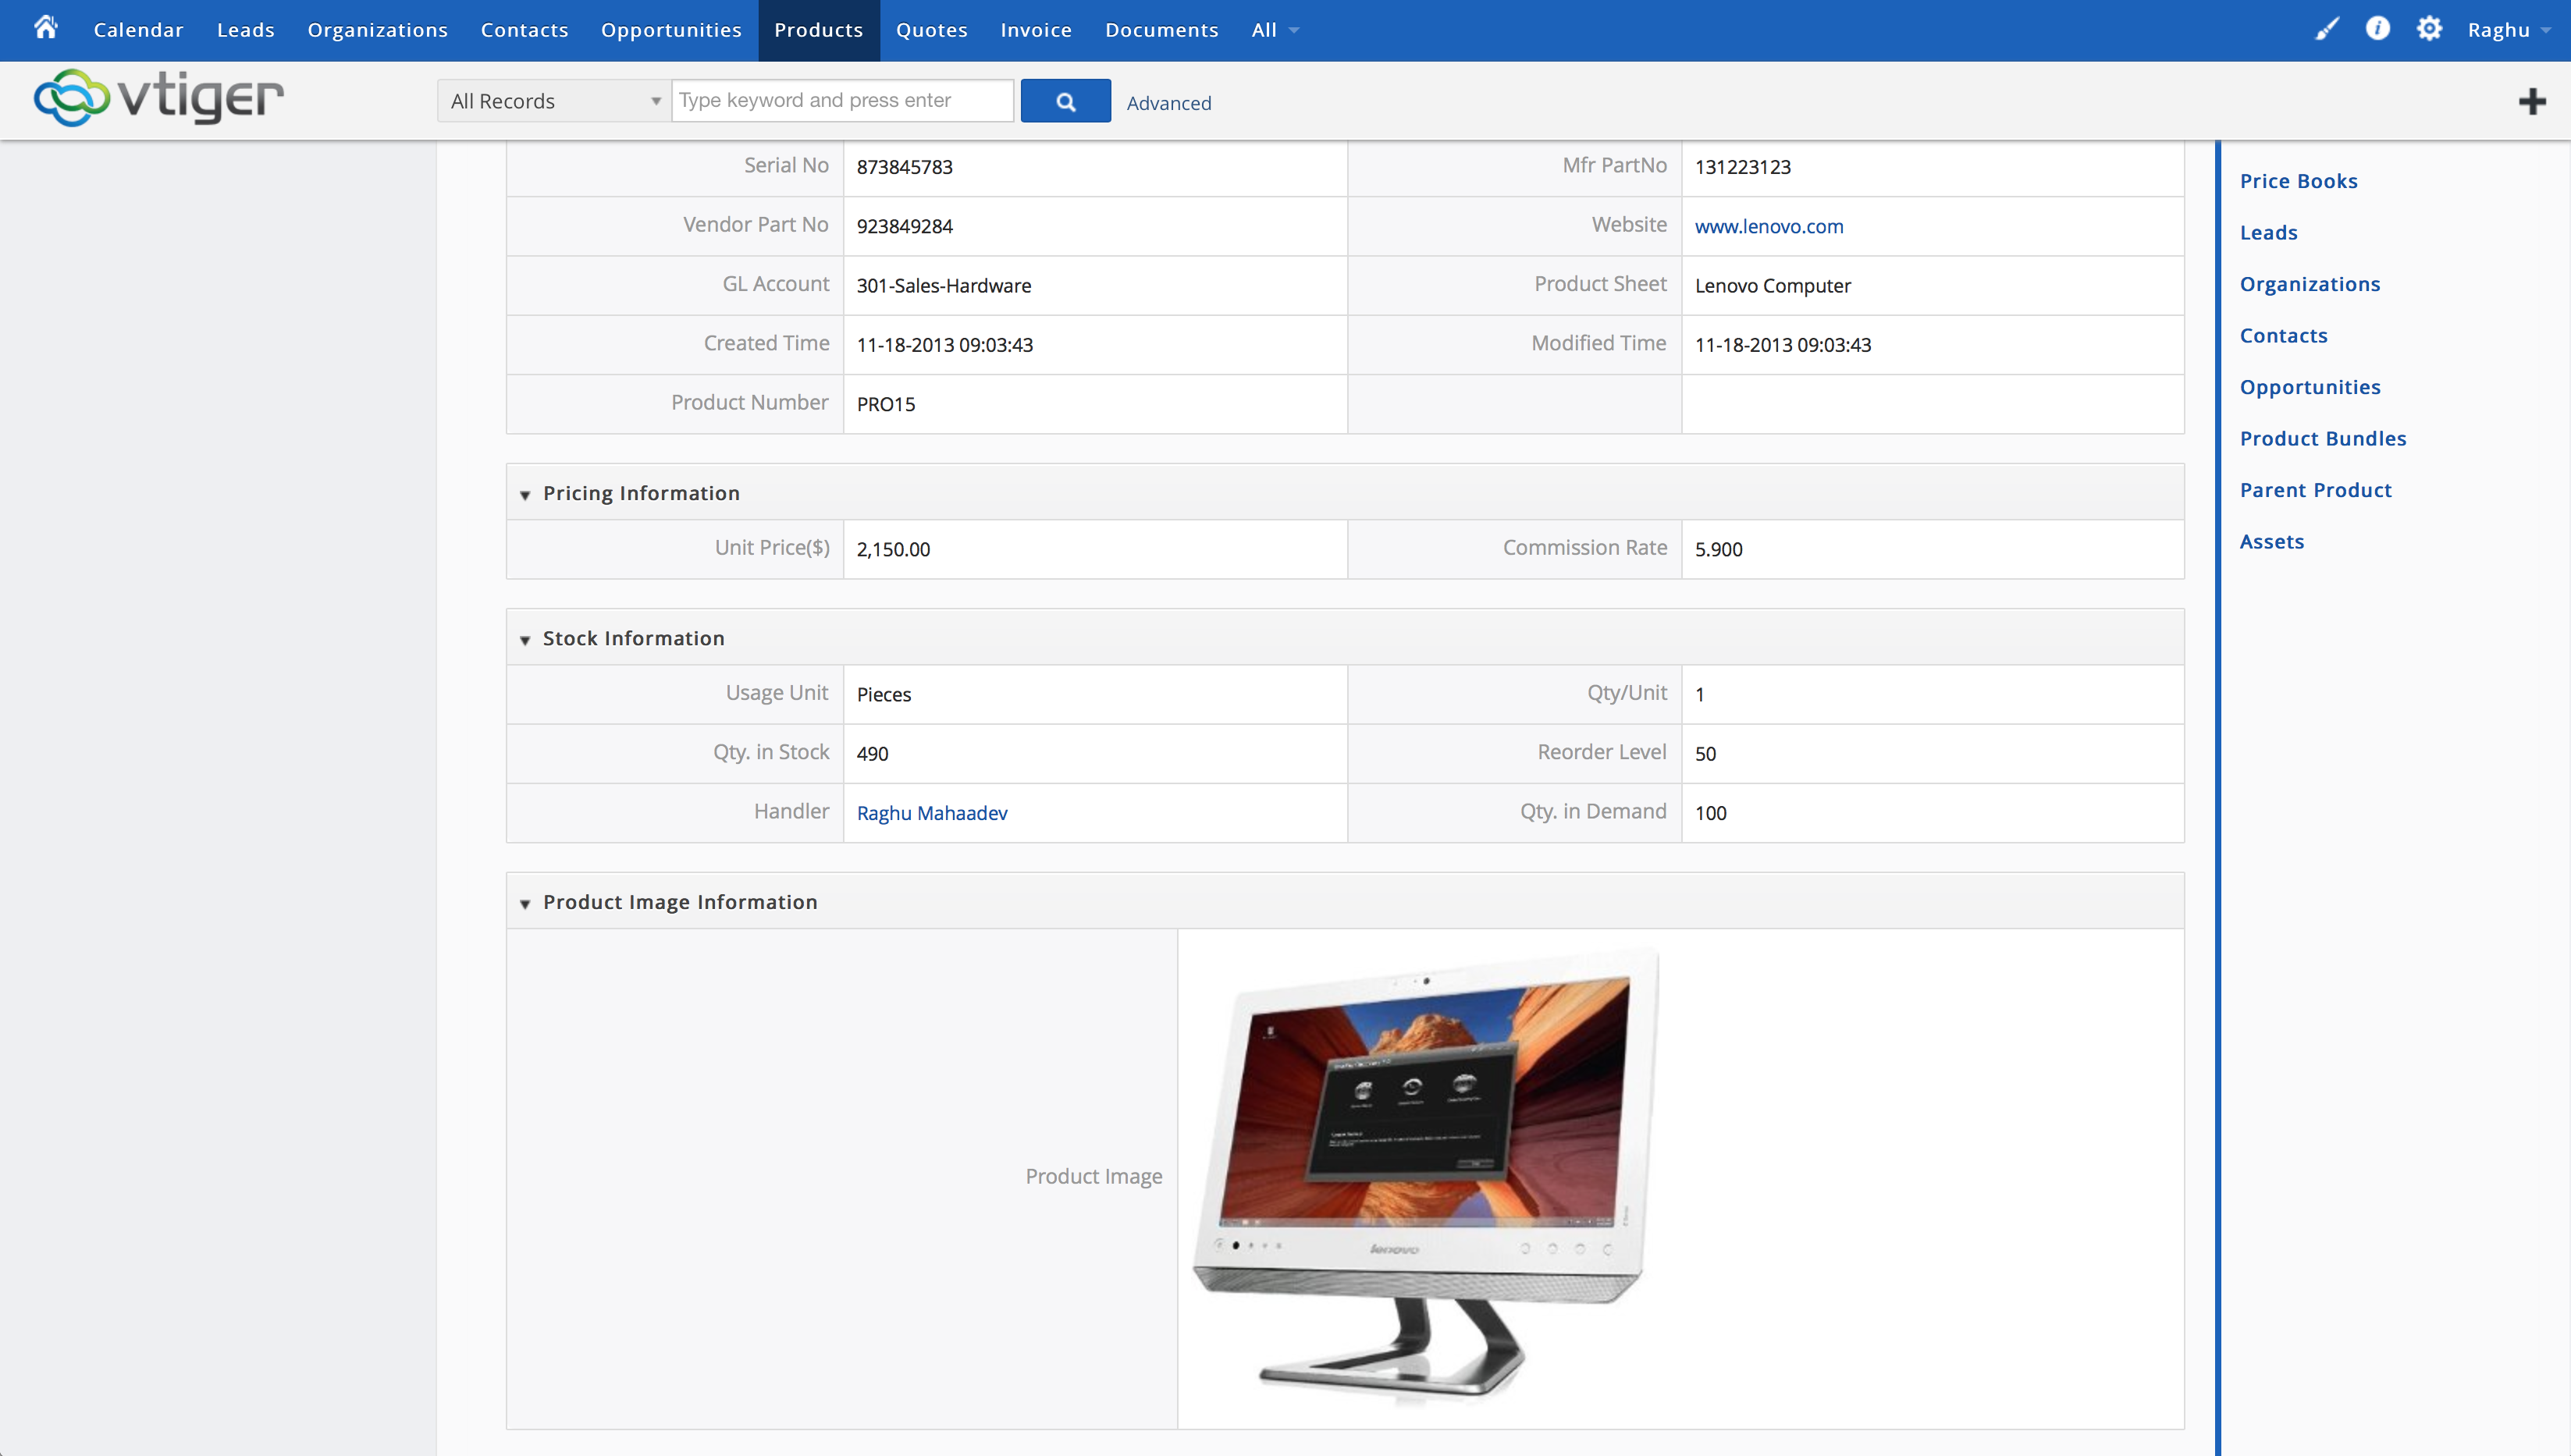 Calendar Leads Organizations Contacts Opportunities Products Quotes Invoice Documents All Raghu
vtiger All Records Type keyword and press enter Advanced
Serial No 873845783 Mfr PartNo 131223123
Vendor Part No 923849284 Website www.lenovo.com
GL Account 301-Sales-Hardware Product Sheet Lenovo Computer
Created Time 11-18-2013 09:03:43 Modified Time 11-18-2013 09:03:43
Product Number PRO15
Pricing Information
Unit Price($) 2,150.00 Commission Rate 5.900
Stock Information
Usage Unit Pieces Qty/Unit 1
Qty. in Stock 490 Reorder Level 50
Handler Raghu Mahaadev Qty. in Demand 100
Product Image Information
Product Image
lenovo
Price Books
Leads
Organizations
Contacts
Opportunities
Product Bundles
Parent Product
Assets